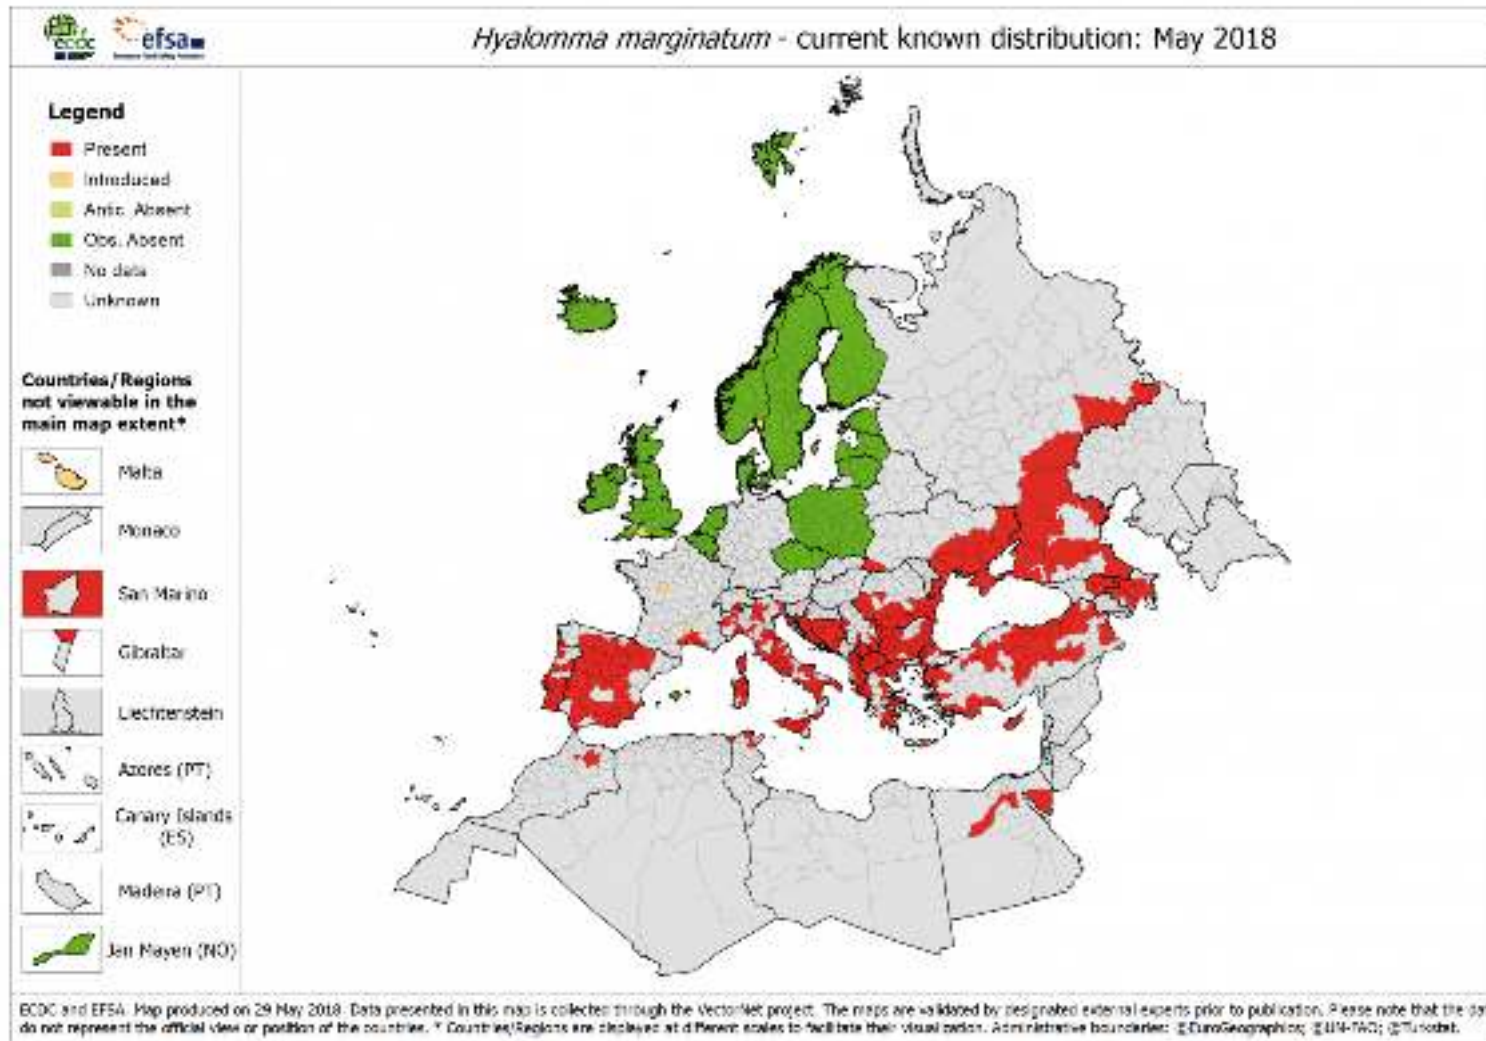 ecdc
efsa
Hyalomma marginatum - current known distribution: May 2018
Legend
Present
Introduced
Antic. Absent
Obs. Absent
No data
Unknown
Countries/Regions
not viewable in the
main map extent*
Malta
Monaco
San Marino
Gibraltar
Liechtenstein
Azores (PT)
Canary Islands
(ES)
Madeira (PT)
Jan Mayen (NO)
ECDC and EFSA. Map produced on 29 May 2018. Data presented in this map is collected through the VectorNet project. The maps are validated by designated external experts prior to publication. Please note that the
do not represent the official view or position of the countries. * Countries/Regions are displayed at different scales to facilitate their visualization. Administrative boundaries: ©EuroGeographics; ©UN-FAO; ©Turkstat.